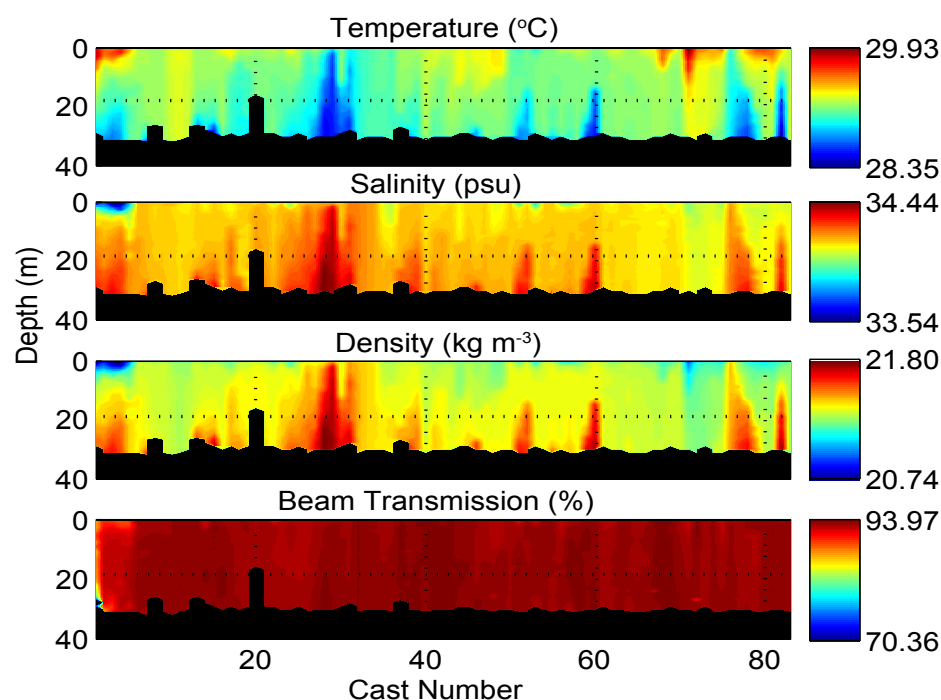 Temperature (°C)
0
20
40
29.93
28.35
Salinity (psu)
0
20
40
34.44
33.54
Depth (m)
Density (kg m⁻³)
0
20
40
21.80
20.74
Beam Transmission (%)
0
20
40
93.97
70.36
20 40 60 80
Cast Number